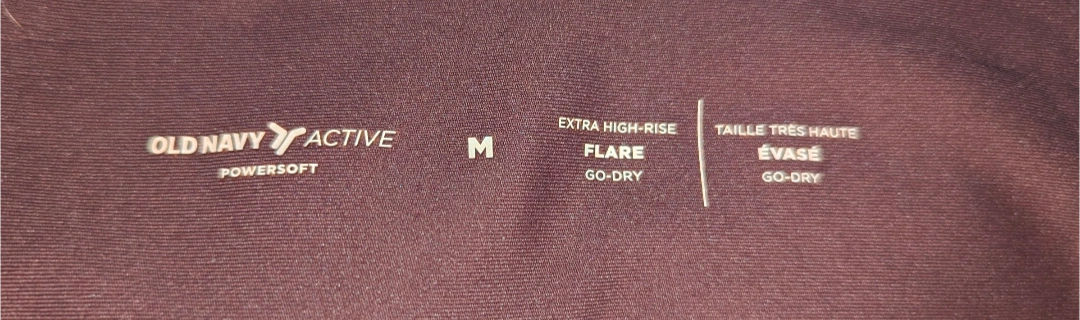 OLD NAVY ACTIVE
POWERSOFT
M
EXTRA HIGH-RISE
FLARE
GO-DRY
TAILLE TRÈS HAUTE
ÉVASÉ
GO-DRY